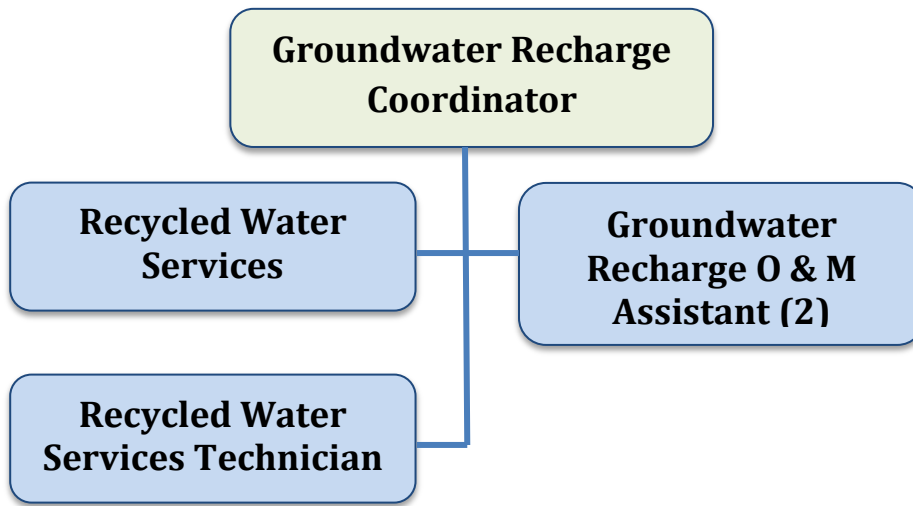 Groundwater Recharge
Coordinator
Recycled Water
Services
Groundwater
Recharge O & M
Assistant (2)
Recycled Water
Services Technician